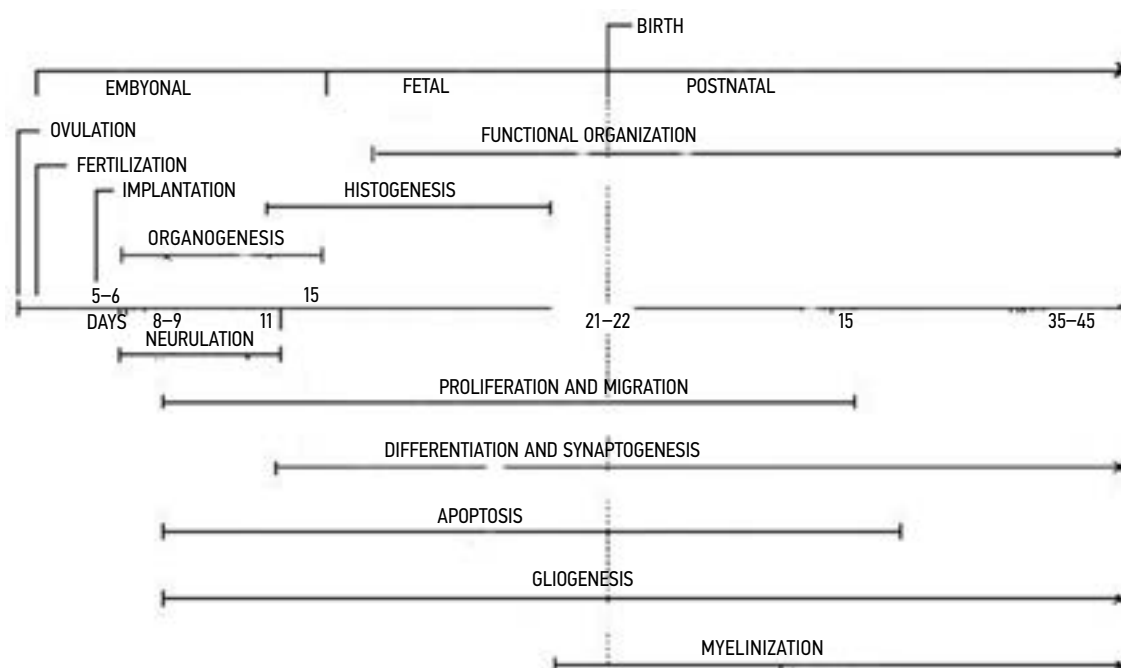 BIRTH
EMBYONAL
FETAL
POSTNATAL
OVULATION
FUNCTIONAL ORGANIZATION
FERTILIZATION
IMPLANTATION
HISTOGENESIS
ORGANOGENESIS
5–6
15
DAYS
8–9
11
21–22
15
35–45
NEURULATION
PROLIFERATION AND MIGRATION
DIFFERENTIATION AND SYNAPTOGENESIS
APOPTOSIS
GLIOGENESIS
MYELINIZATION